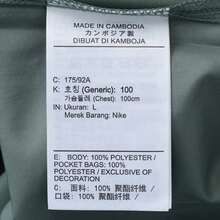 MADE IN CAMBODIA
カンボジア製
DIBUAT DI KAMBOJA
C: 175/92A
K: 호칭 (Generic): 100
가슴둘레 (Chest): 100cm
IN: Ukuran: L
Merek Barang: Nike
E: BODY: 100% POLYESTER/
POCKET BAGS: 100%
POLYESTER/EXCLUSIVE OF
DECORATION
C: 面料: 100% 聚酯纤维/
口袋: 100% 聚酯纤维/